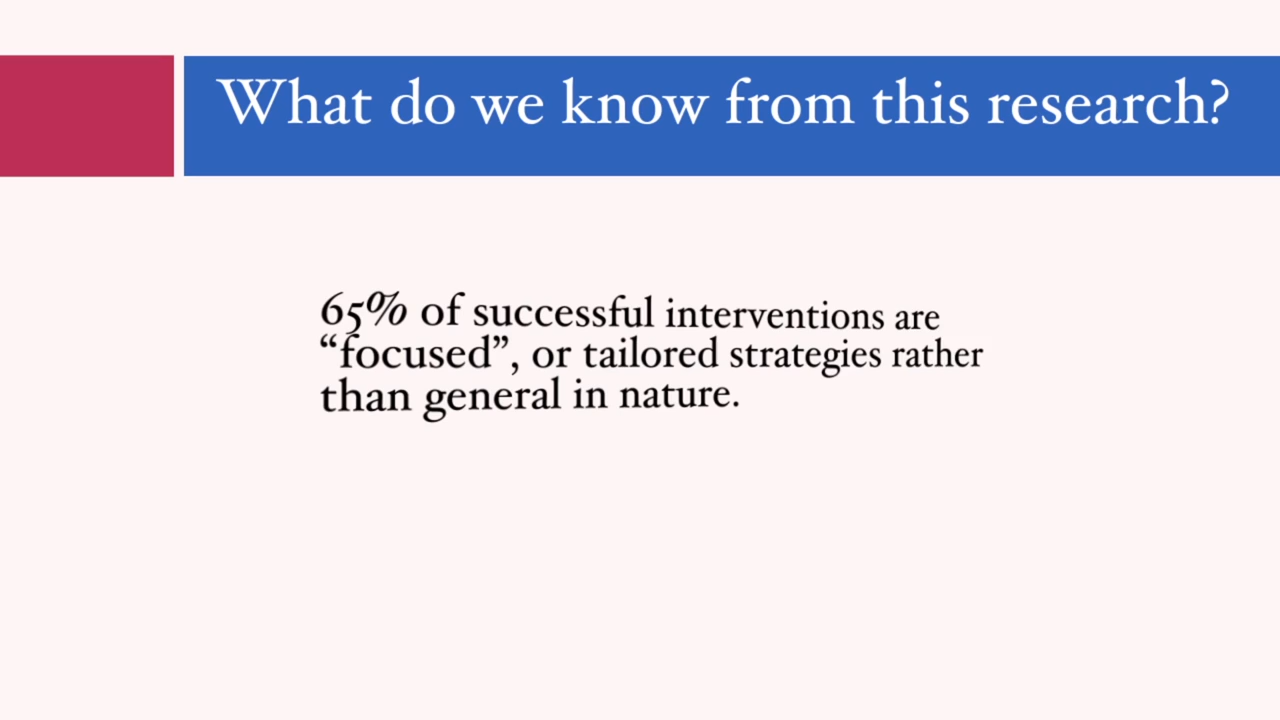 What do we know from this research?
65% of successful interventions are
“focused”, or tailored strategies rather
than general in nature.